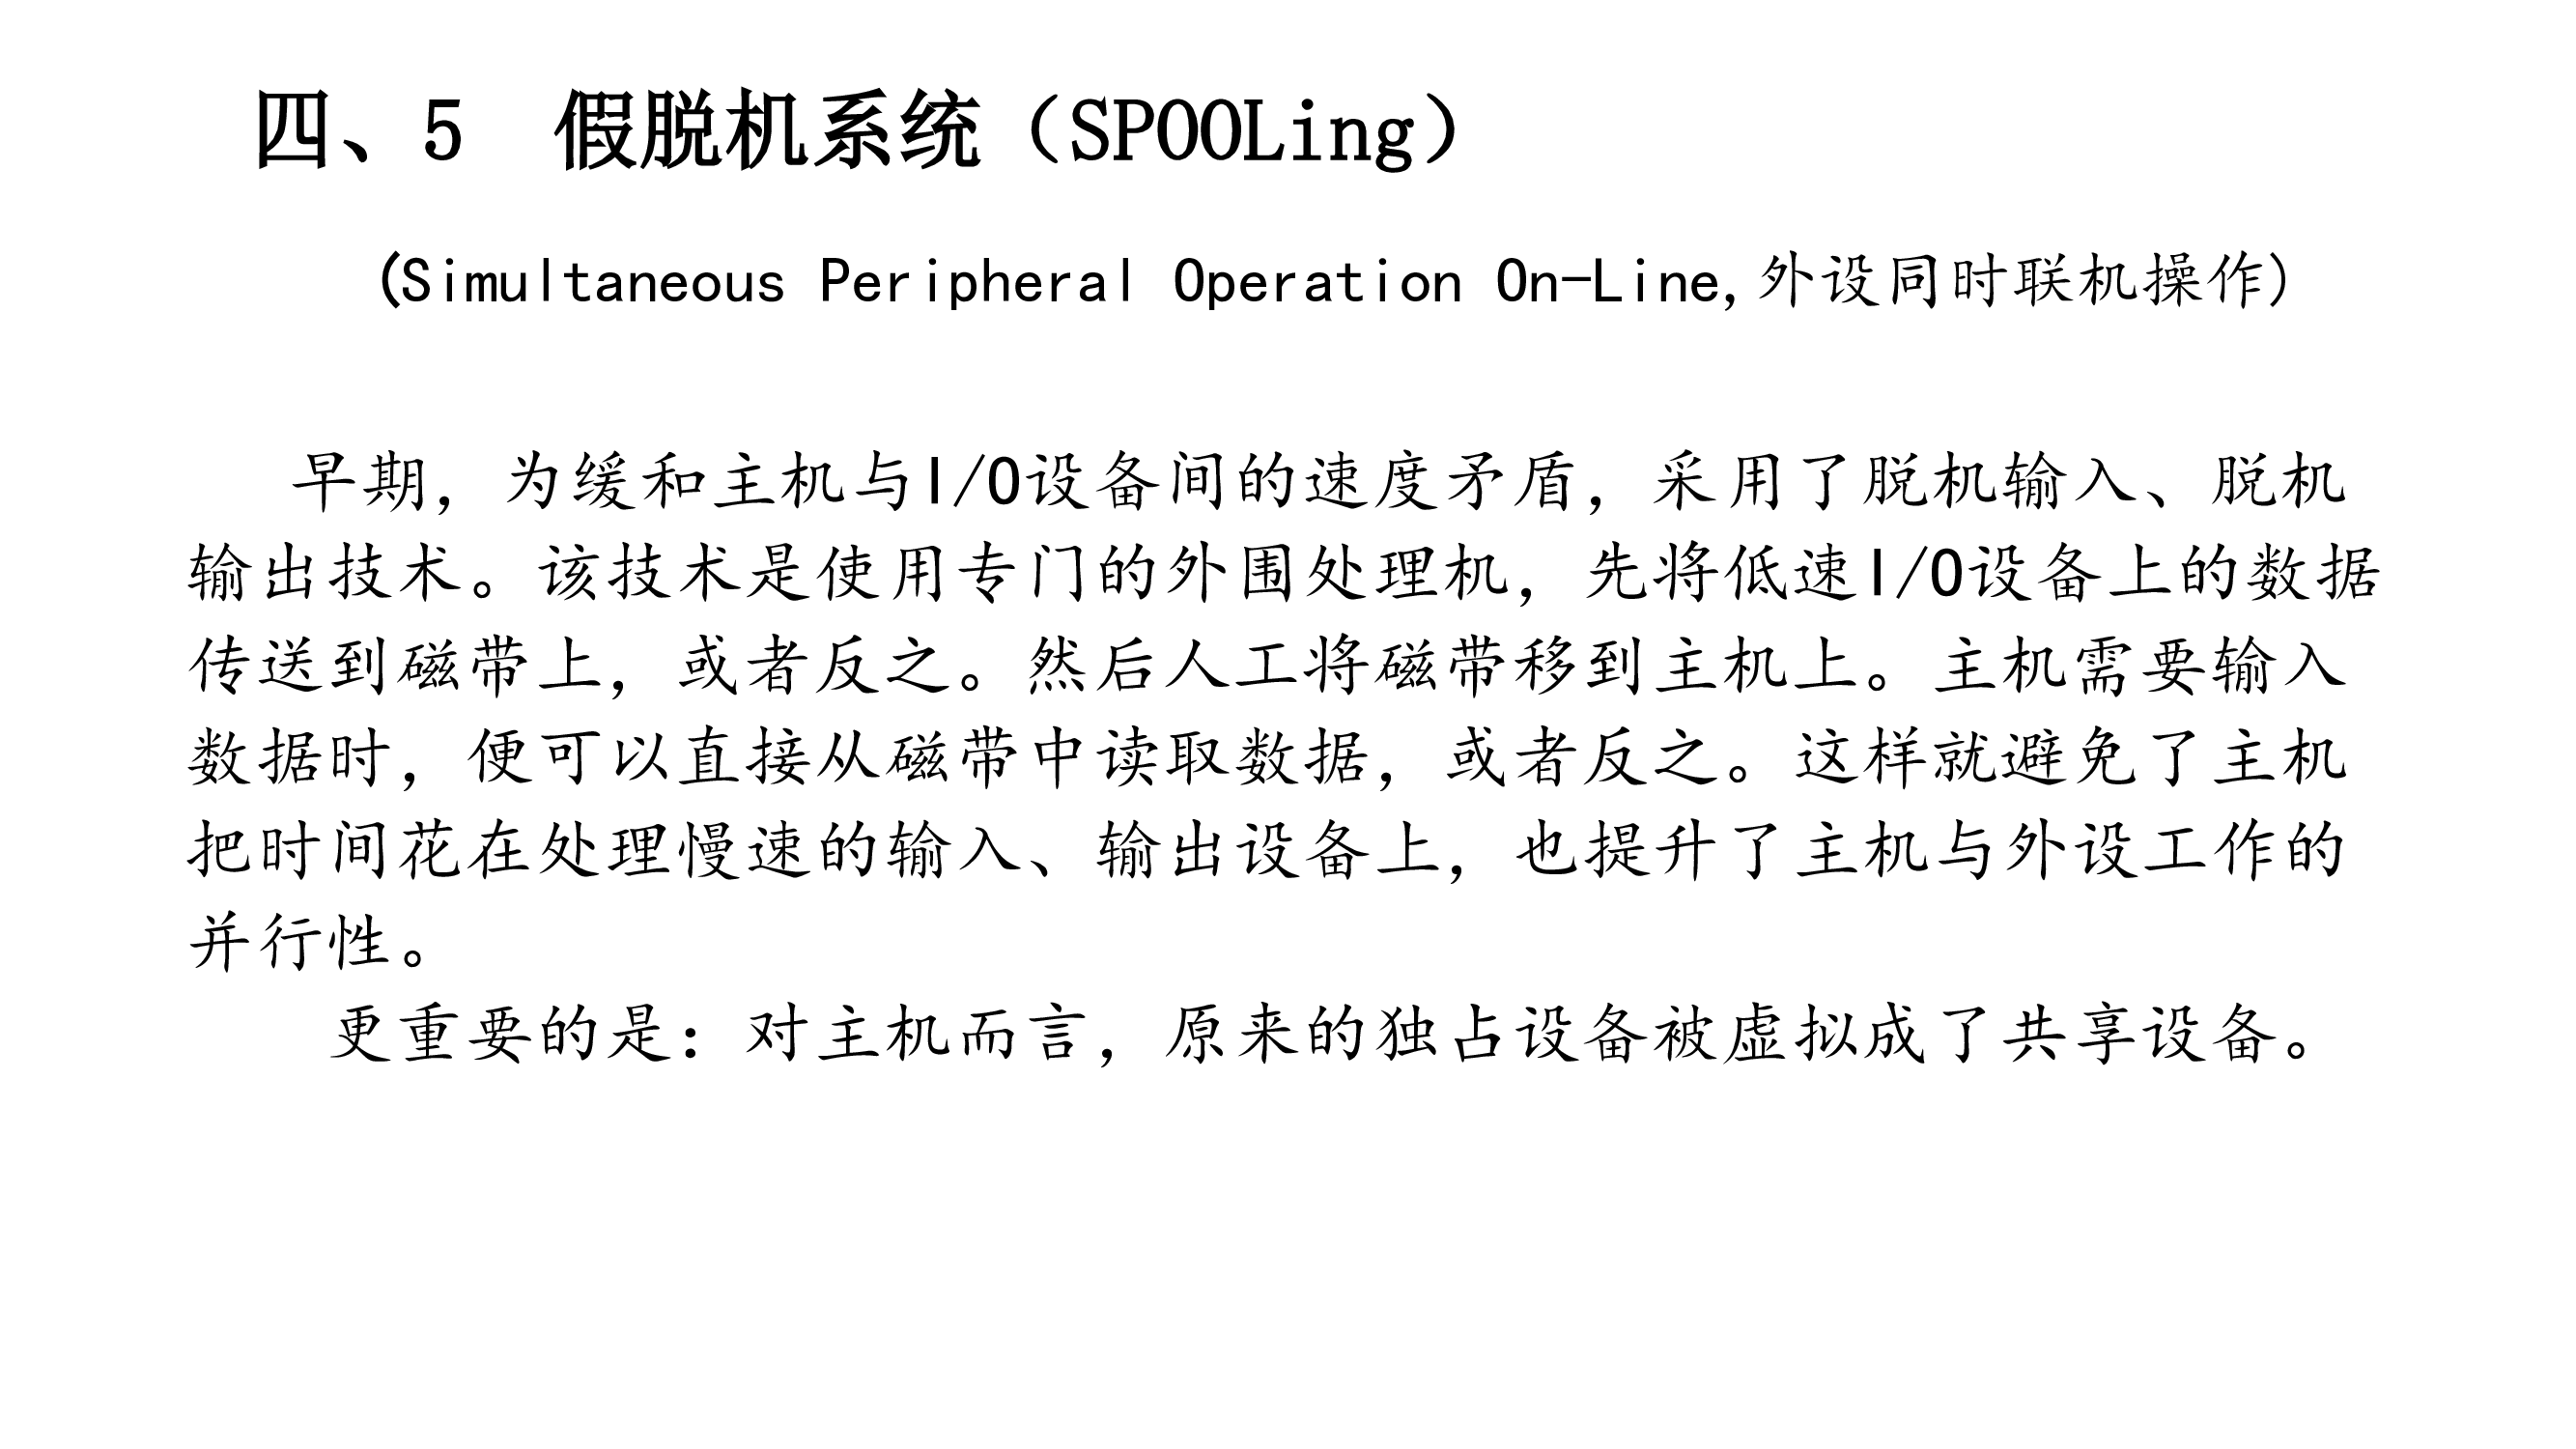 四、5 假脱机系统（SPOOLing）
(Simultaneous Peripheral Operation On-Line,外设同时联机操作)
早期，为缓和主机与I/O设备间的速度矛盾，采用了脱机输入、脱机
输出技术。该技术是使用专门的外围处理机，先将低速I/O设备上的数据
传送到磁带上，或者反之。然后人工将磁带移到主机上。主机需要输入
数据时，便可以直接从磁带中读取数据，或者反之。这样就避免了主机
把时间花在处理慢速的输入、输出设备上，也提升了主机与外设工作的
并行性。
更重要的是：对主机而言，原来的独占设备被虚拟成了共享设备。